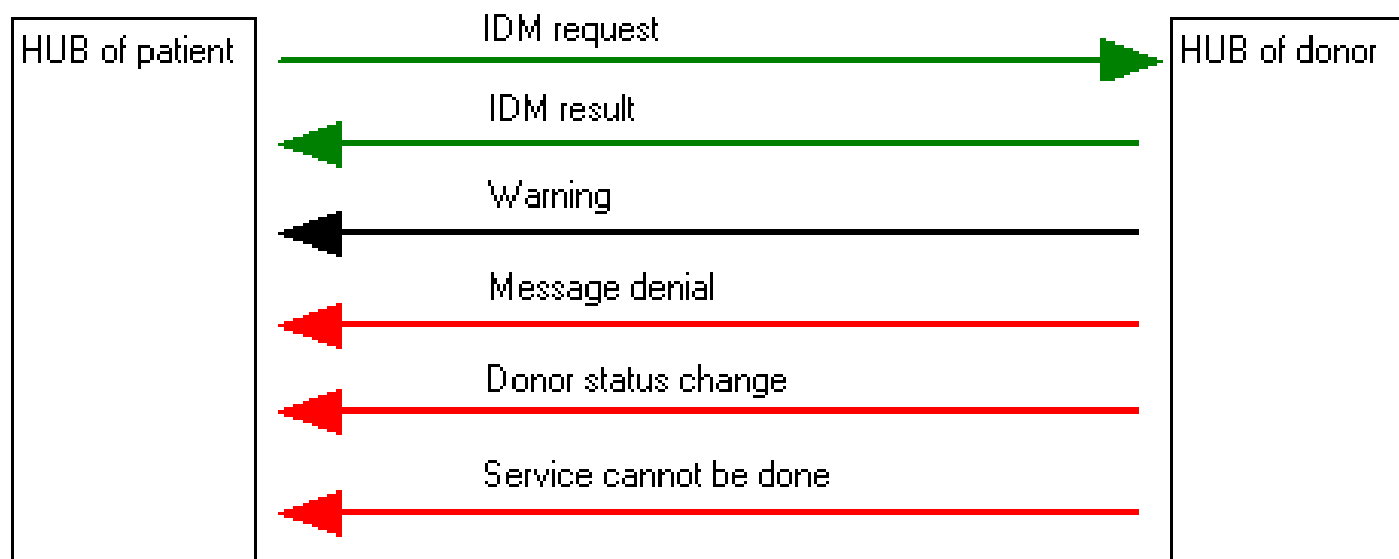 HUB of patient
IDM request
HUB of donor
IDM result
Warning
Message denial
Donor status change
Service cannot be done